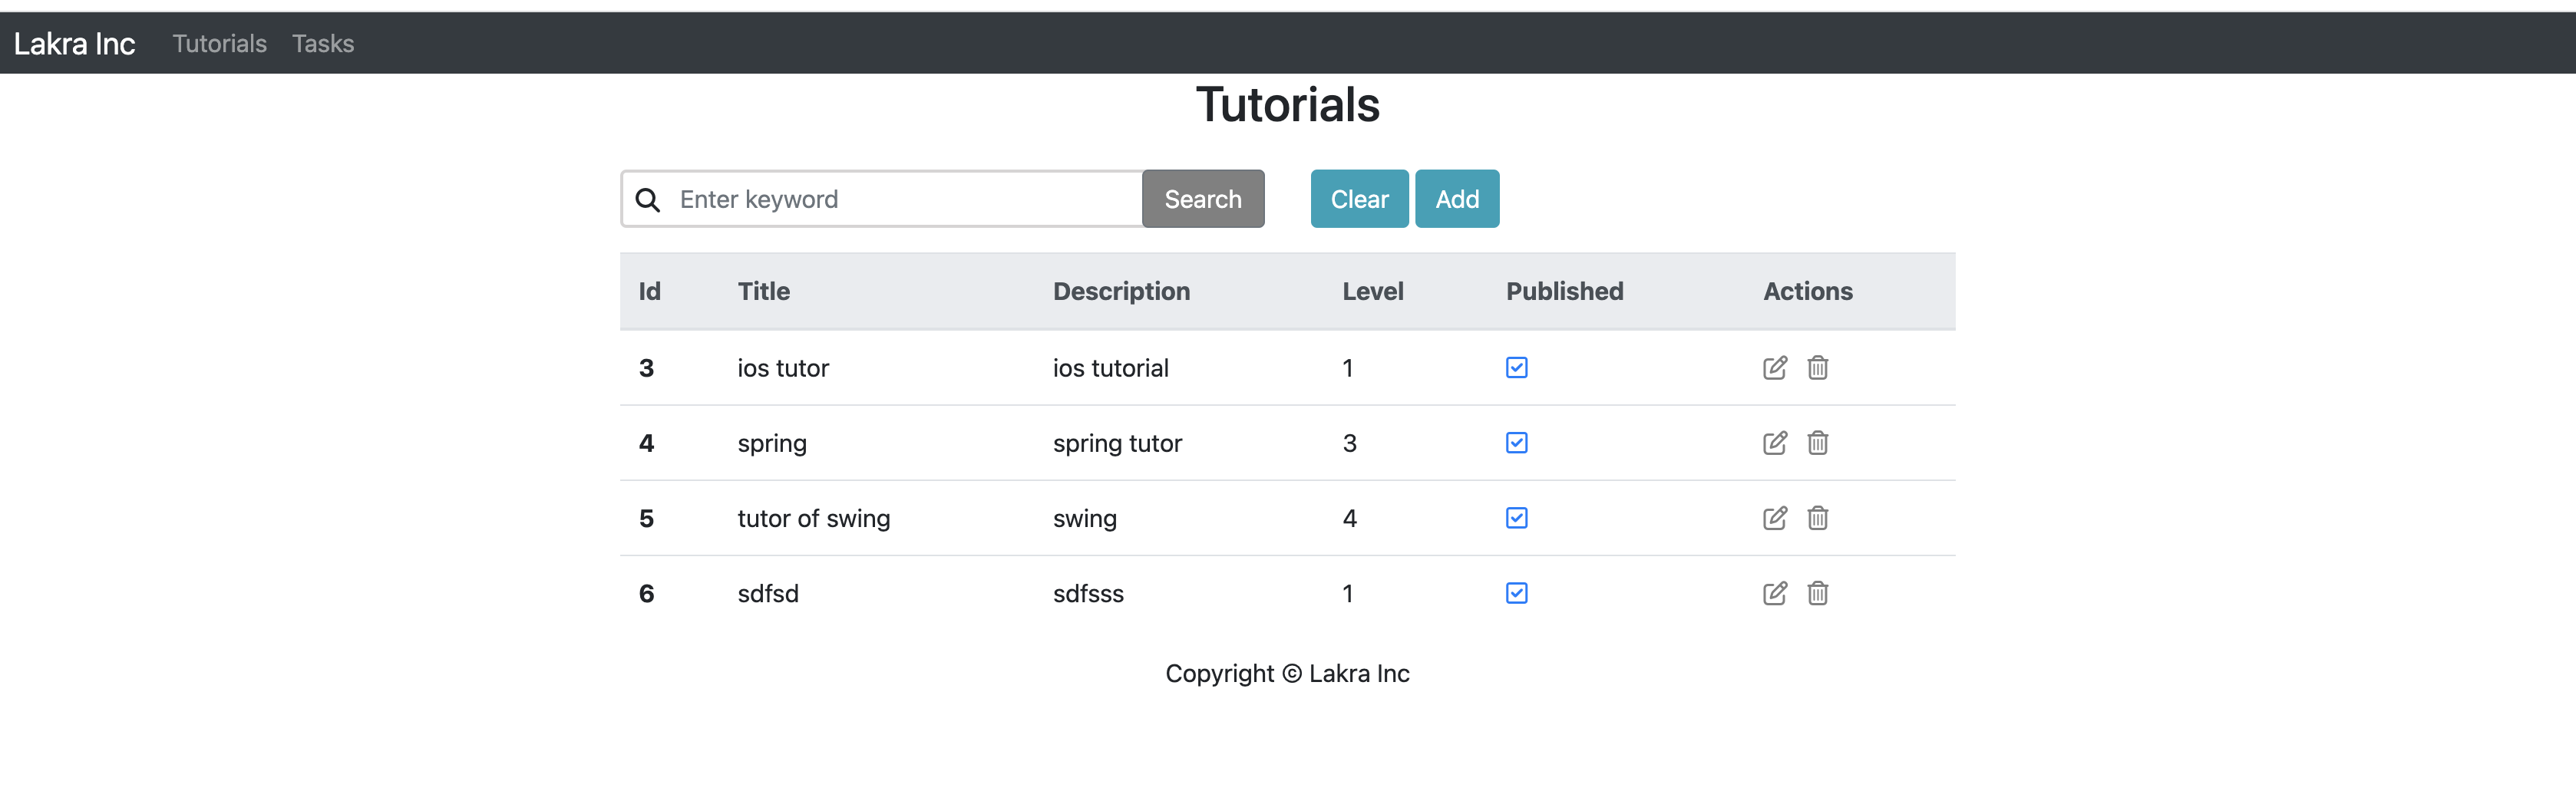 Lakra Inc Tutorials Tasks
Tutorials
Enter keyword Search Clear Add
Id Title Description Level Published Actions
3 ios tutor ios tutorial 1
4 spring spring tutor 3
5 tutor of swing swing 4
6 sdfsd sdfsss 1
Copyright © Lakra Inc